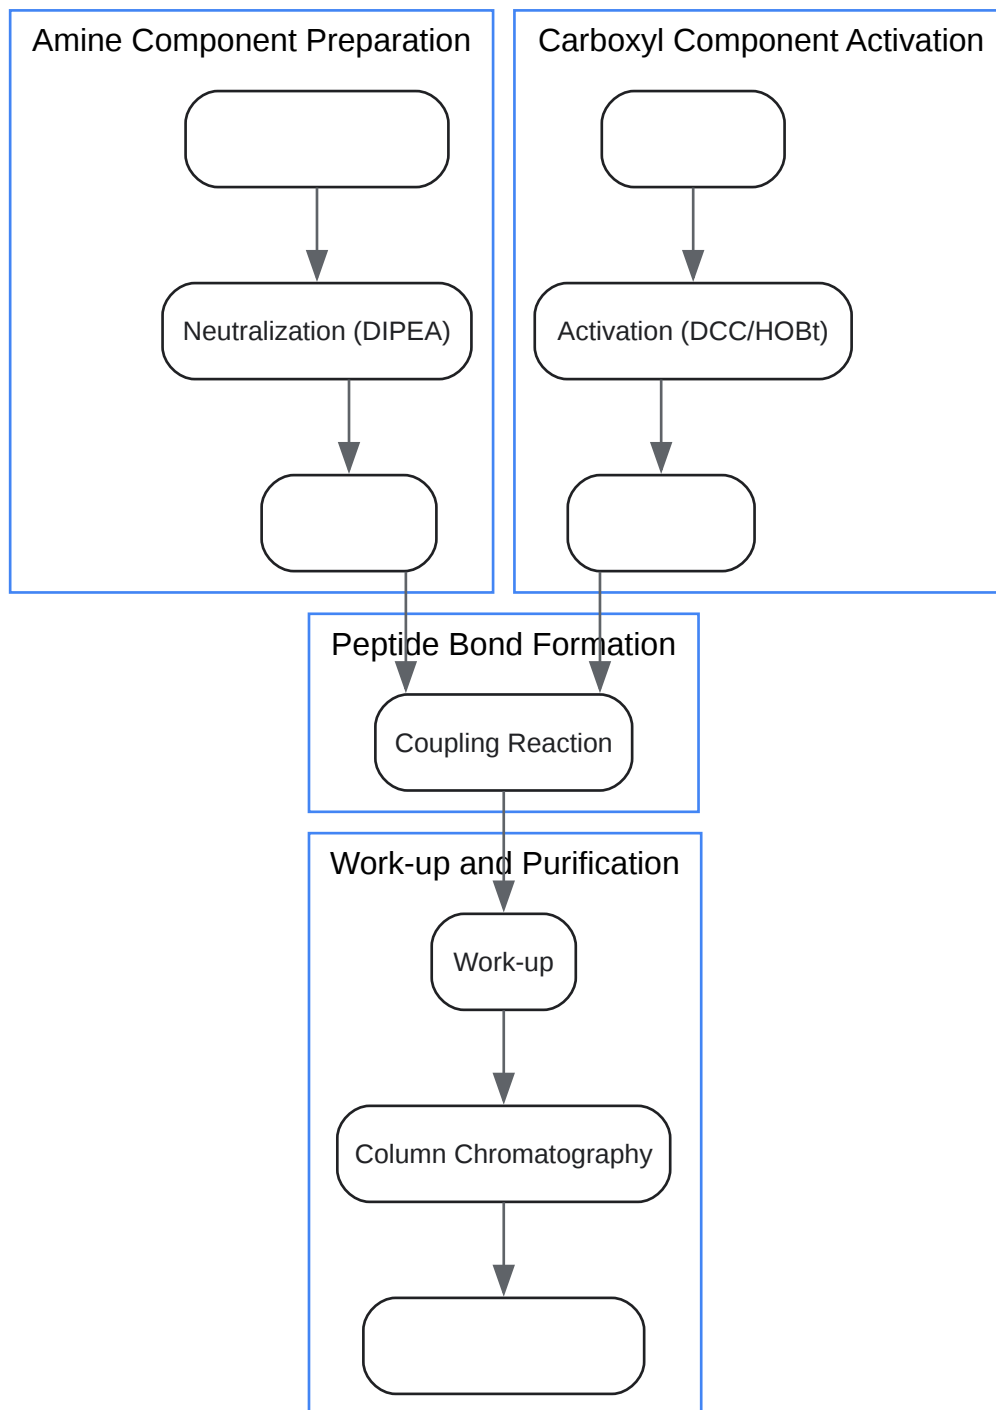 Amine Component Preparation
Carboxyl Component Activation
Neutralization (DIPEA)
Activation (DCC/HOBt)
Peptide Bond Formation
Coupling Reaction
Work-up and Purification
Work-up
Column Chromatography